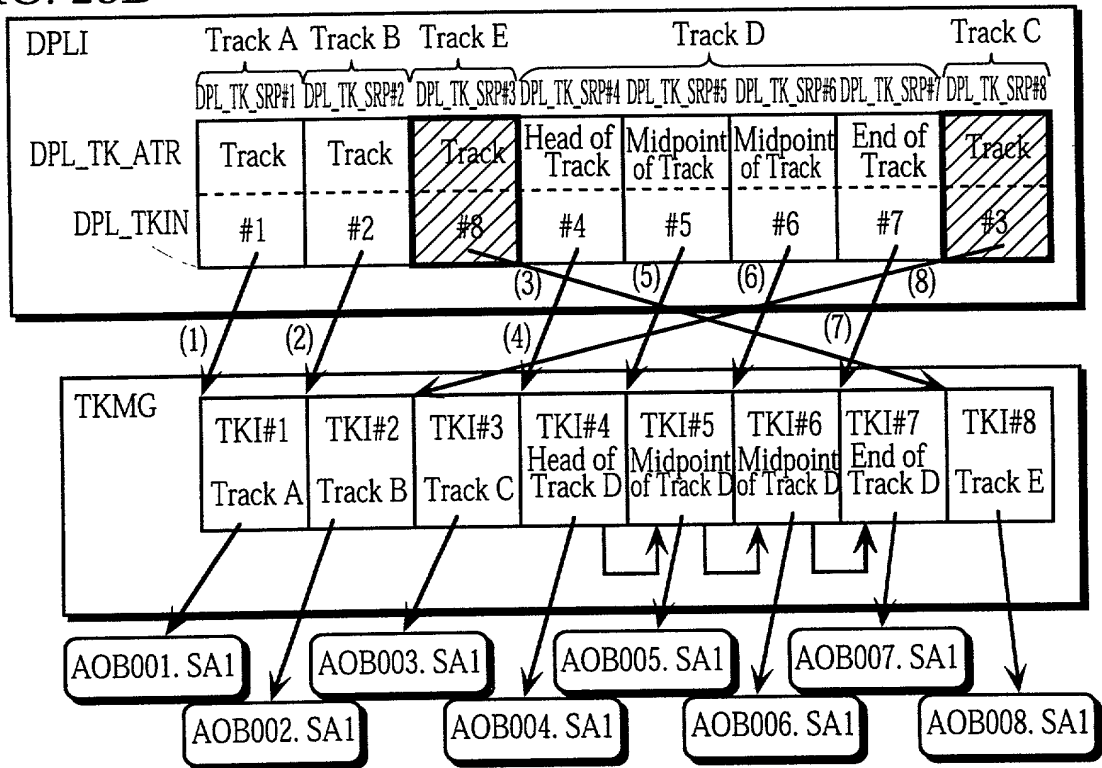 DPLI Track A Track B Track E Track D Track C
DPL_TK_SRP#1 DPL_TK_SRP#2 DPL_TK_SRP#3 DPL_TK_SRP#4 DPL_TK_SRP#5 DPL_TK_SRP#6 DPL_TK_SRP#7 DPL_TK_SRP#8
DPL_TK_ATR Track Track Track Head of Track Midpoint of Track Midpoint of Track End of Track Track
DPL_TKIN #1 #2 #8 #4 #5 #6 #7 #3
(3) (5) (6) (8)
(1) (2) (4) (7)
TKMG
TKI#1 TKI#2 TKI#3 TKI#4 TKI#5 TKI#6 TKI#7 TKI#8
Track A Track B Track C Head of Track D Midpoint of Track D Midpoint of Track D End of Track D Track E
AOB001. SA1 AOB003. SA1 AOB005. SA1 AOB007. SA1
AOB002. SA1 AOB004. SA1 AOB006. SA1 AOB008. SA1